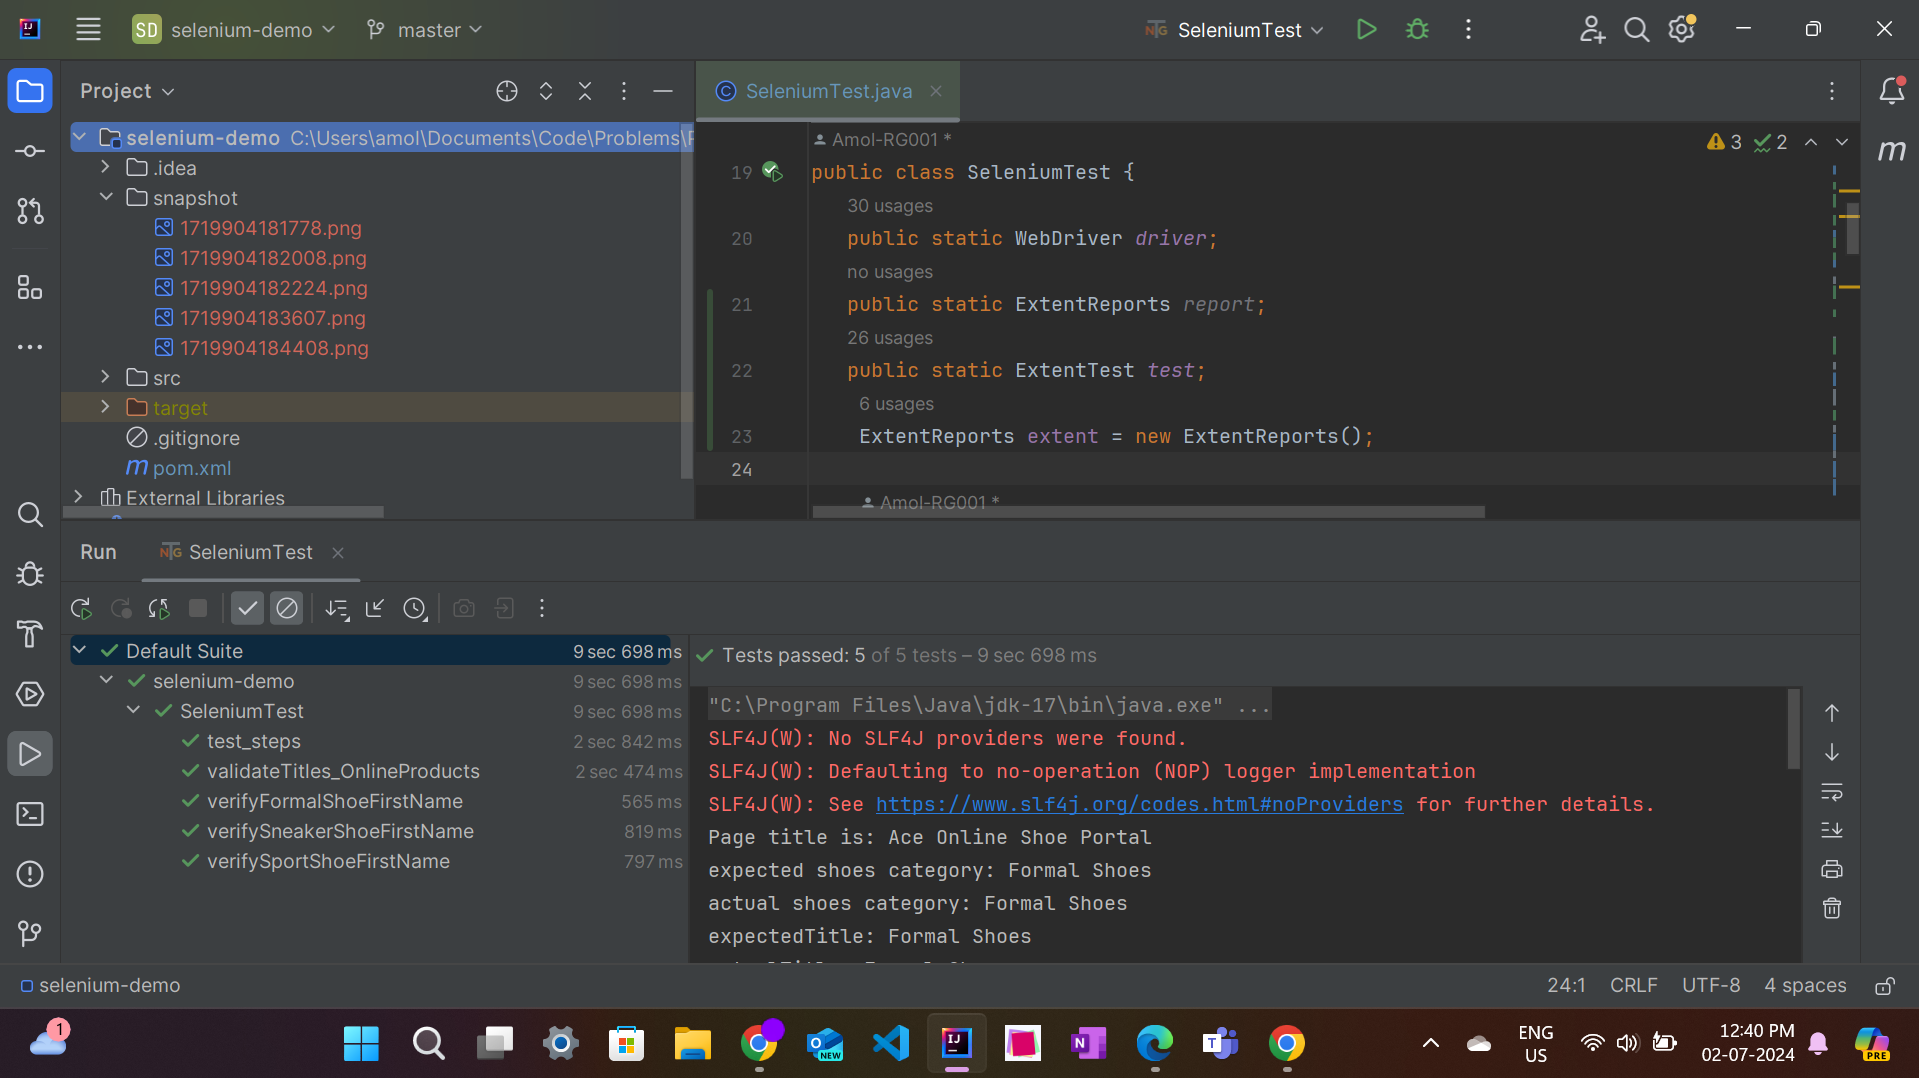 SD selenium-demo
master
SeleniumTest
Project
SeleniumTest.java
selenium-demo C:\Users\amol\Documents\Code\Problems\
.idea
snapshot
1719904181778.png
1719904182008.png
1719904182224.png
1719904183607.png
1719904184408.png
src
target
.gitignore
pom.xml
External Libraries
Amol-RG001 *
3 2
19 public class SeleniumTest {
30 usages
20 public static WebDriver driver;
no usages
21 public static ExtentReports report;
26 usages
22 public static ExtentTest test;
6 usages
23 ExtentReports extent = new ExtentReports();
24
Amol-RG001 *
Run SeleniumTest
Default Suite 9 sec 698 ms
selenium-demo 9 sec 698 ms
SeleniumTest 9 sec 698 ms
test_steps 2 sec 842 ms
validateTitles_OnlineProducts 2 sec 474 ms
verifyFormalShoeFirstName 565 ms
verifySneakerShoeFirstName 819 ms
verifySportShoeFirstName 797 ms
Tests passed: 5 of 5 tests – 9 sec 698 ms
"C:\Program Files\Java\jdk-17\bin\java.exe" ...
SLF4J(W): No SLF4J providers were found.
SLF4J(W): Defaulting to no-operation (NOP) logger implementation
SLF4J(W): See https://www.slf4j.org/codes.html#noProviders for further details.
Page title is: Ace Online Shoe Portal
expected shoes category: Formal Shoes
actual shoes category: Formal Shoes
expectedTitle: Formal Shoes
selenium-demo
24:1 CRLF UTF-8 4 spaces
1
NEW
PRE
ENG
US
12:40 PM
02-07-2024